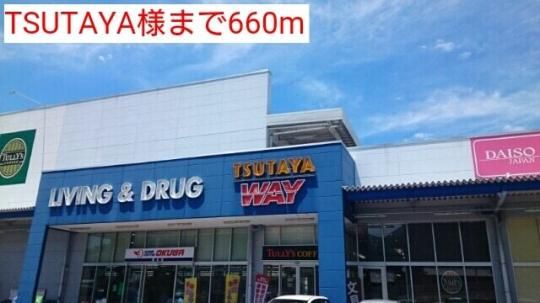 TSUTAYA様まで660m
TULLY'S
LIVING & DRUG
TSUTAYA
WAY
DAISO
JAPAN
OKUWA
TULLY'S COFF